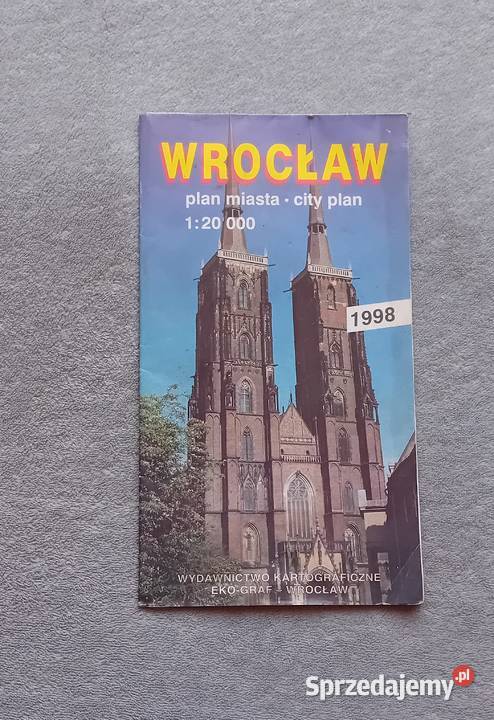 WROCŁAW
plan miasta · city plan
1:20 000
1998
WYDAWNICTWO KARTOGRAFICZNE
EKO-GRAF - WROCŁAW
Sprzedajemy.pl